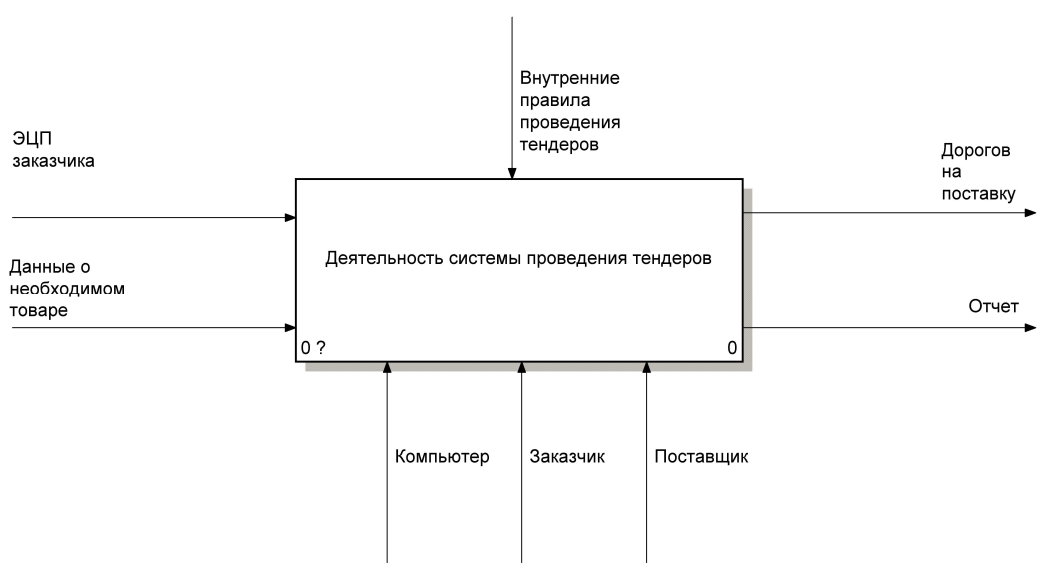 Внутренние
правила
проведения
тендеров
ЭЦП
заказчика
Дорогов
на
поставку
Данные о
необходимом
товаре
Деятельность системы проведения тендеров
Отчет
0 ?
0
Компьютер
Заказчик
Поставщик